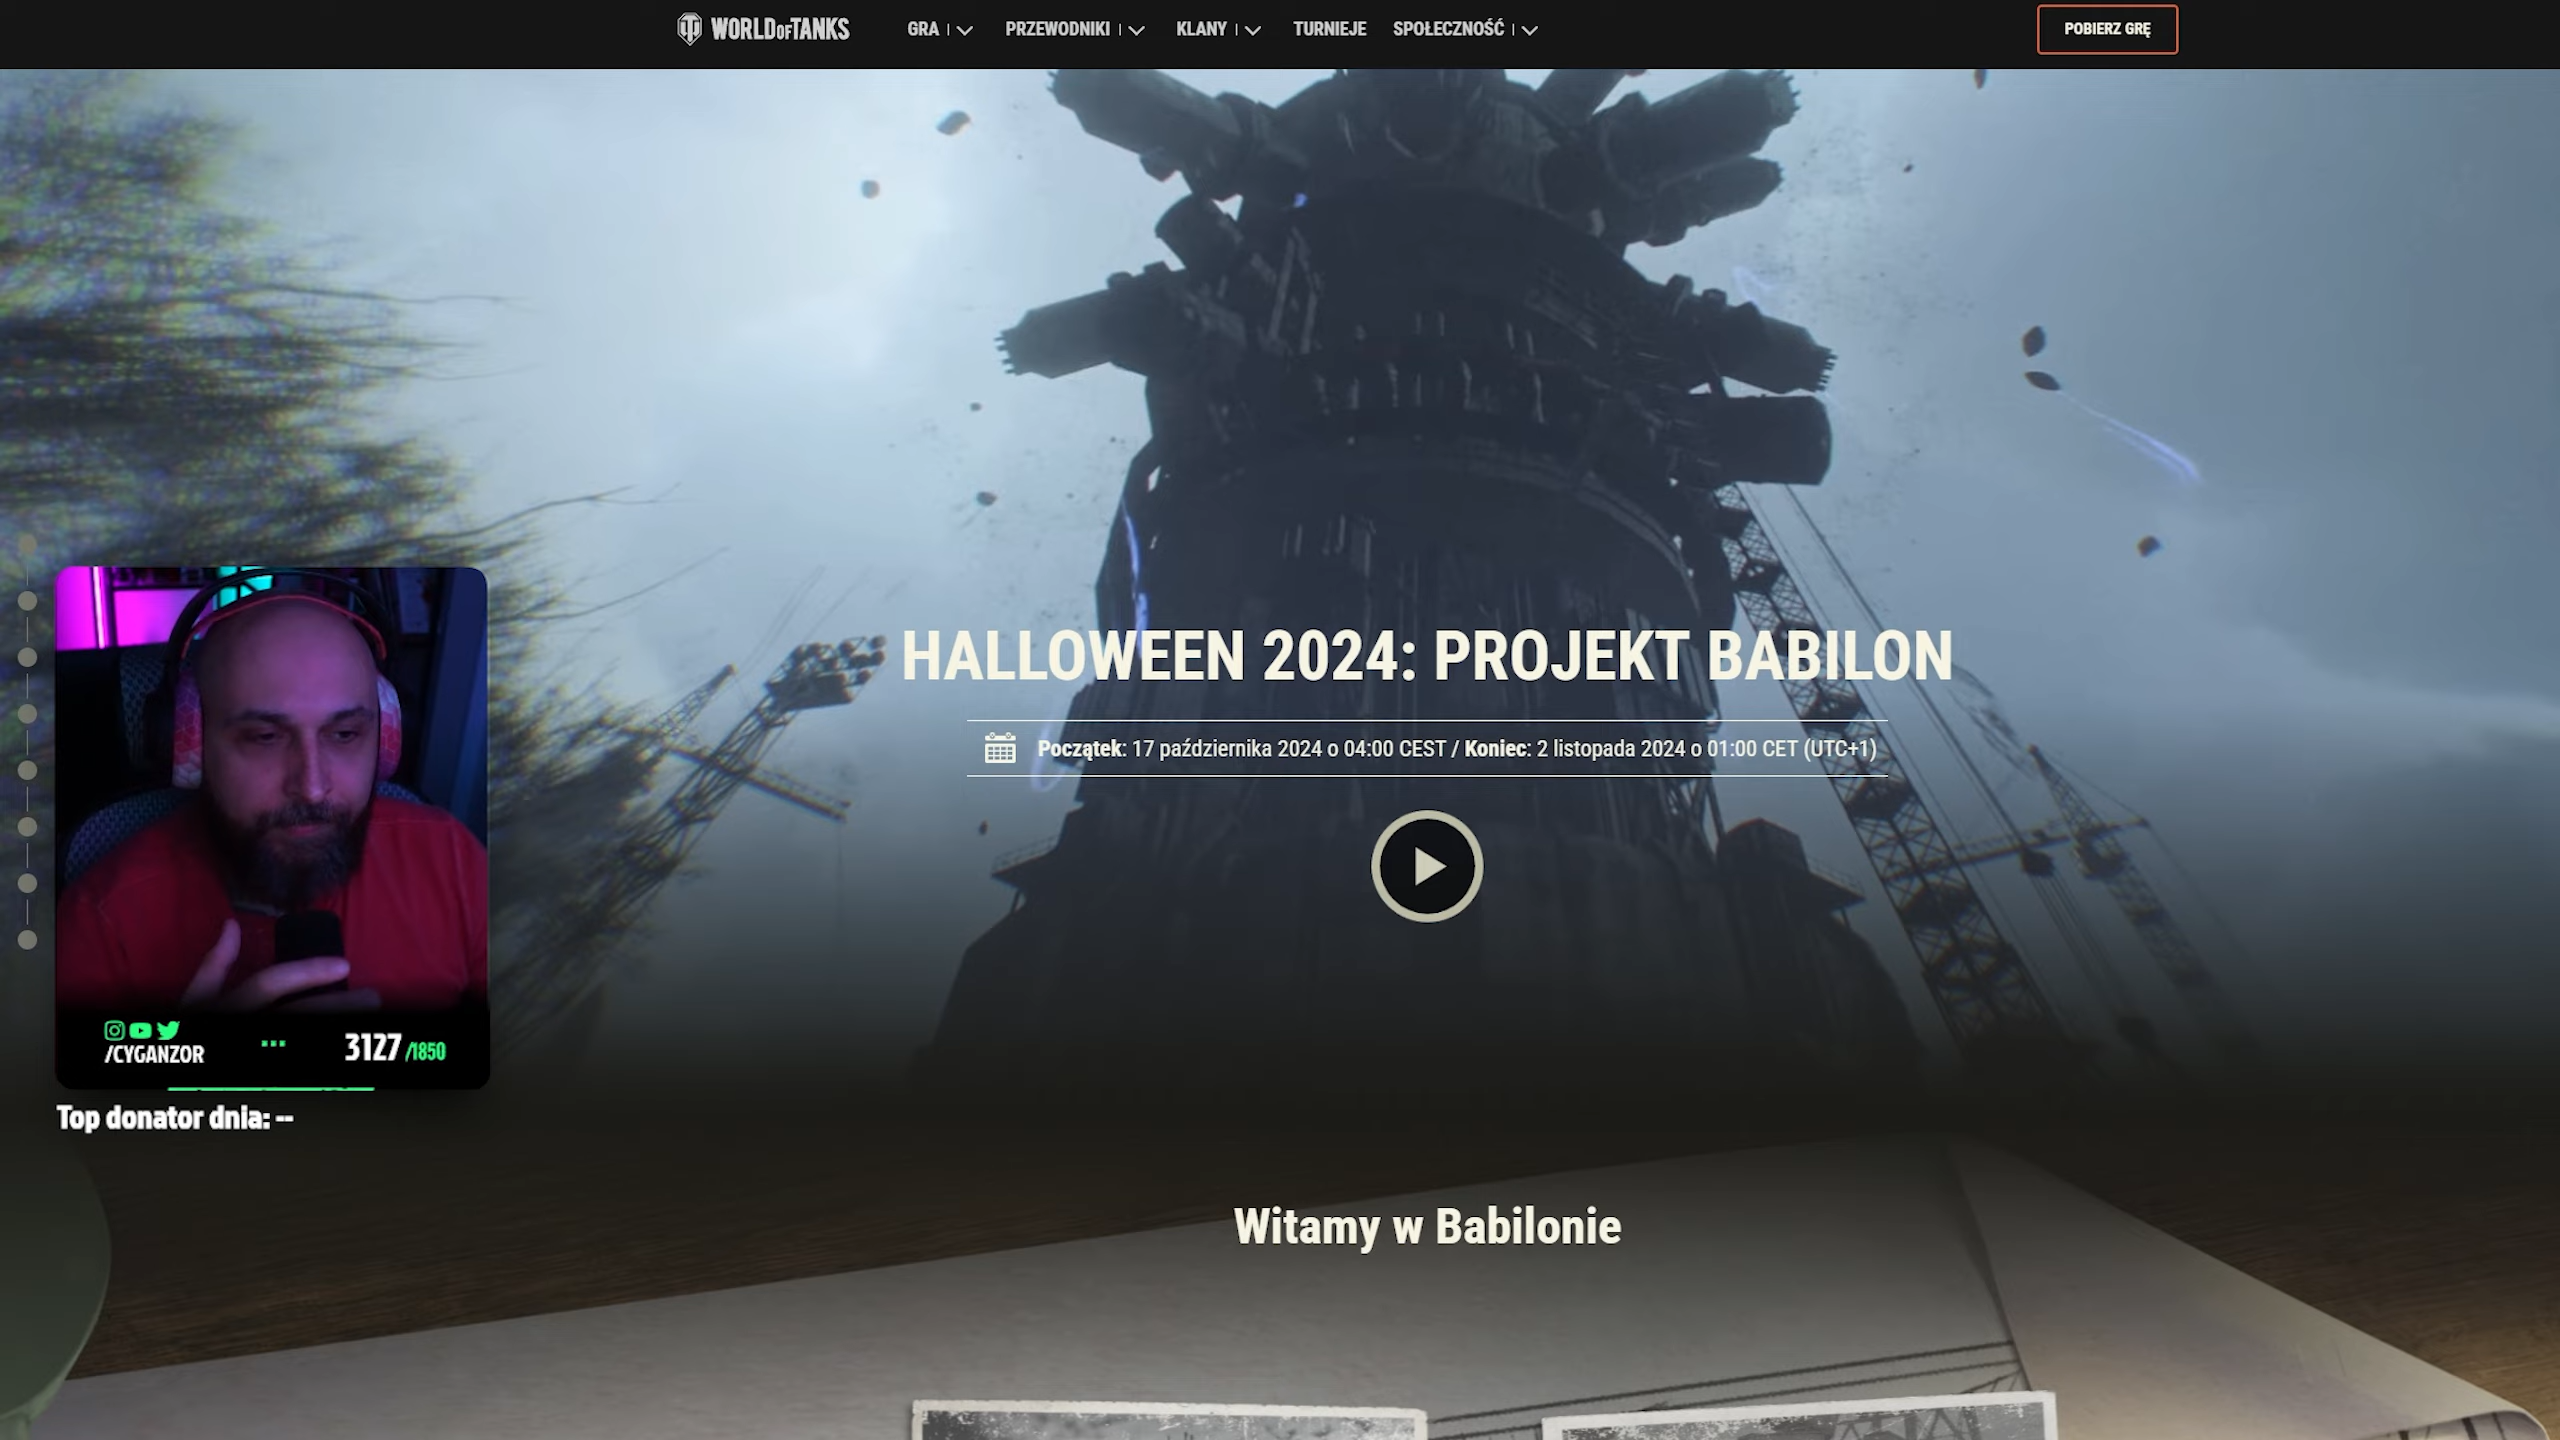 WORLD OF TANKS
GRA
PRZEWODNIKI
KLANY
TURNIEJE
SPOŁECZNOŚĆ
POBIERZ GRĘ
HALLOWEEN 2024: PROJEKT BABILON
Początek: 17 października 2024 o 04:00 CEST / Koniec: 2 listopada 2024 o 01:00 CET (UTC+1)
/CYGANZOR
...
3127 /1850
Top donator dnia: --
Witamy w Babilonie